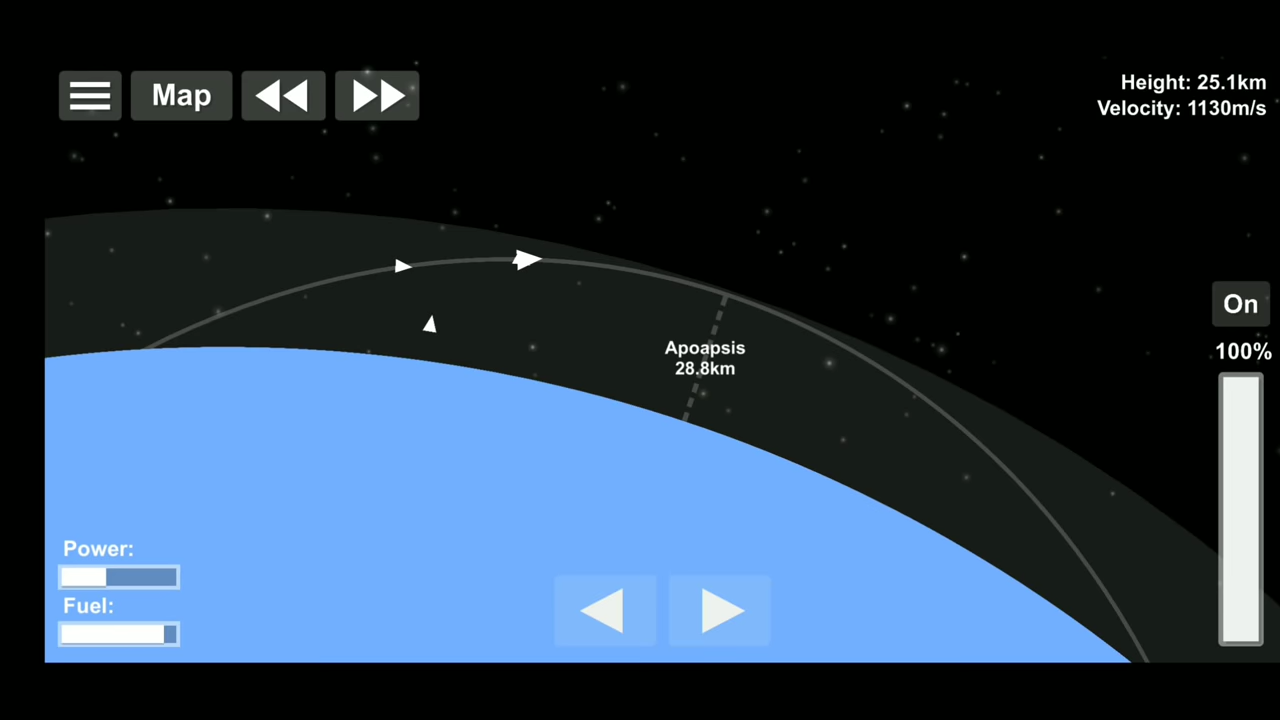 Map
Height: 25.1km
Velocity: 1130m/s
On
100%
Apoapsis
28.8km
Power:
Fuel: